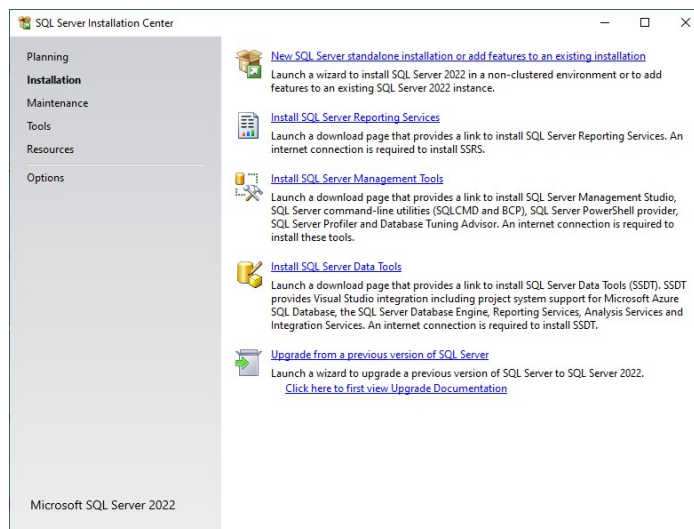 SQL Server Installation Center
Planning
Installation
Maintenance
Tools
Resources
Options
Microsoft SQL Server 2022
New SQL Server standalone installation or add features to an existing installation
Launch a wizard to install SQL Server 2022 in a non-clustered environment or to add
features to an existing SQL Server 2022 instance.
Install SQL Server Reporting Services
Launch a download page that provides a link to install SQL Server Reporting Services. An
internet connection is required to install SSRS.
Install SQL Server Management Tools
Launch a download page that provides a link to install SQL Server Management Studio,
SQL Server command-line utilities (SQLCMD and BCP), SQL Server PowerShell provider,
SQL Server Profiler and Database Tuning Advisor. An internet connection is required to
install these tools.
Install SQL Server Data Tools
Launch a download page that provides a link to install SQL Server Data Tools (SSDT). SSDT
provides Visual Studio integration including project system support for Microsoft Azure
SQL Database, the SQL Server Database Engine, Reporting Services, Analysis Services and
Integration Services. An internet connection is required to install SSDT.
Upgrade from a previous version of SQL Server
Launch a wizard to upgrade a previous version of SQL Server to SQL Server 2022.
Click here to first view Upgrade Documentation